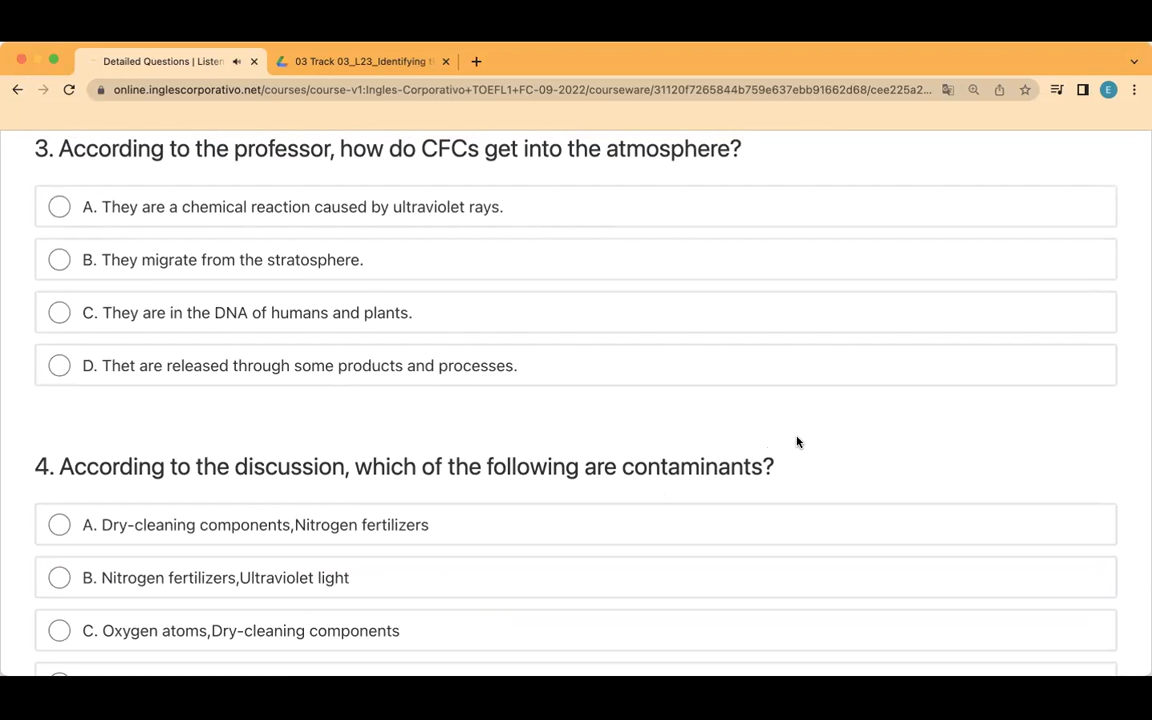 Detailed Questions | Listen
03 Track 03_L23_Identifying t
online.inglescorporativo.net/courses/course-v1:Ingles-Corporativo+TOEFL1+FC-09-2022/courseware/31120f7265844b759e637ebb91662d68/cee225a2...
E
3. According to the professor, how do CFCs get into the atmosphere?
A. They are a chemical reaction caused by ultraviolet rays.
B. They migrate from the stratosphere.
C. They are in the DNA of humans and plants.
D. Thet are released through some products and processes.
4. According to the discussion, which of the following are contaminants?
A. Dry-cleaning components,Nitrogen fertilizers
B. Nitrogen fertilizers,Ultraviolet light
C. Oxygen atoms,Dry-cleaning components